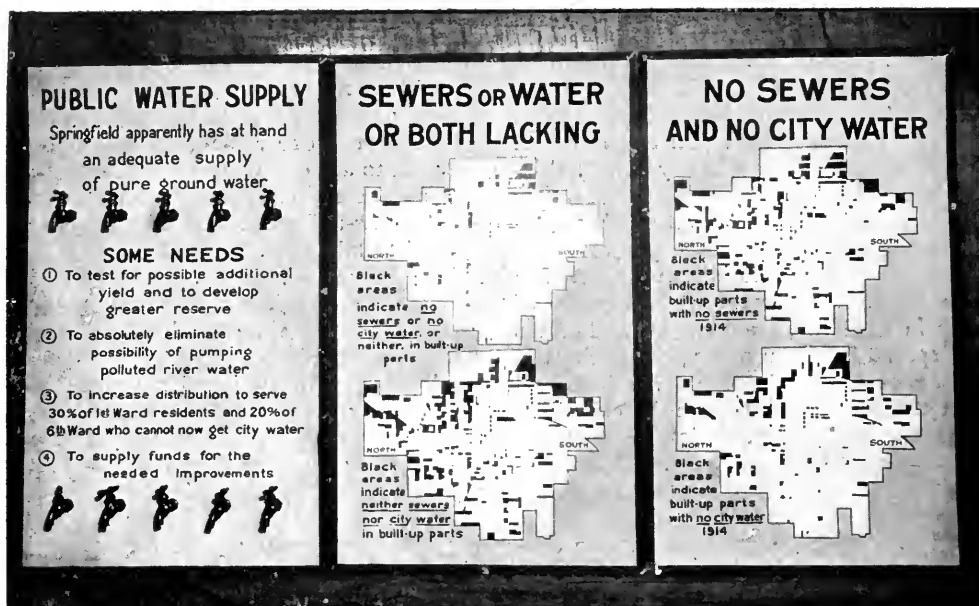 PUBLIC WATER SUPPLY
Springfield apparently has at hand
an adequate supply
of pure ground water
SOME NEEDS
① To test for possible additional
yield and to develop
greater reserve
② To absolutely eliminate
possibility of pumping
polluted river water
③ To increase distribution to serve
30% of 1st Ward residents and 20% of
6th Ward who cannot now get city water
④ To supply funds for the
needed improvements
SEWERS OR WATER
OR BOTH LACKING
NORTH
SOUTH
Black
areas
indicate no
sewers or no
city water, or
neither, in built-up
parts
NORTH
SOUTH
Black
areas
indicate
neither sewers
nor city water
in built-up parts
NO SEWERS
AND NO CITY WATER
NORTH
SOUTH
Black
areas
indicate
built-up parts
with no sewers
1914
NORTH
SOUTH
Black
areas
indicate
built-up parts
with no city water
1914